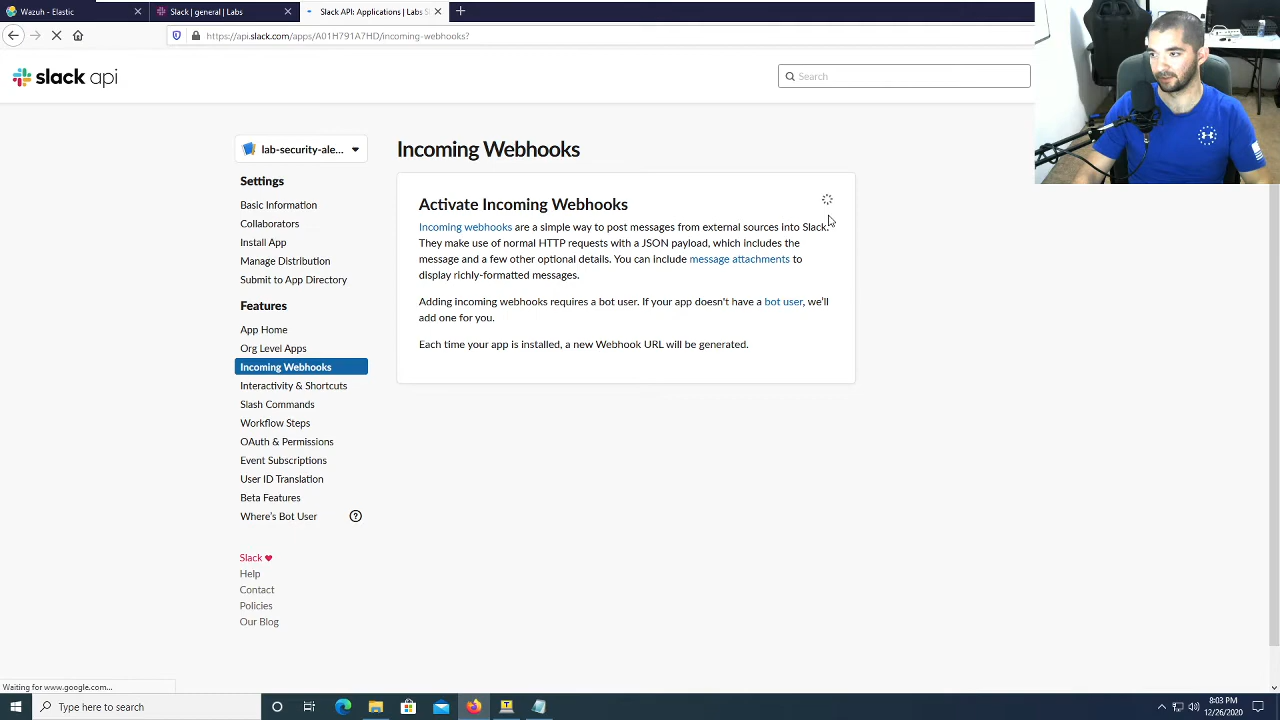 Wazuh - Elastic
Slack | general | Labs
Slack API: Applications | Labs S
https://api.slack.com/apps/A01H791A7HD/incoming-webhooks?
slack api
Search
lab-security-ale...
Settings
Basic Information
Collaborators
Install App
Manage Distribution
Submit to App Directory
Features
App Home
Org Level Apps
Incoming Webhooks
Interactivity & Shortcuts
Slash Commands
Workflow Steps
OAuth & Permissions
Event Subscriptions
User ID Translation
Beta Features
Where's Bot User
Slack
Help
Contact
Policies
Our Blog
Incoming Webhooks
Activate Incoming Webhooks
Incoming webhooks are a simple way to post messages from external sources into Slack.
They make use of normal HTTP requests with a JSON payload, which includes the
message and a few other optional details. You can include message attachments to
display richly-formatted messages.
Adding incoming webhooks requires a bot user. If your app doesn't have a bot user, we'll
add one for you.
Each time your app is installed, a new Webhook URL will be generated.
Waiting for www.google.com...
Type here to search
8:03 PM
12/26/2020